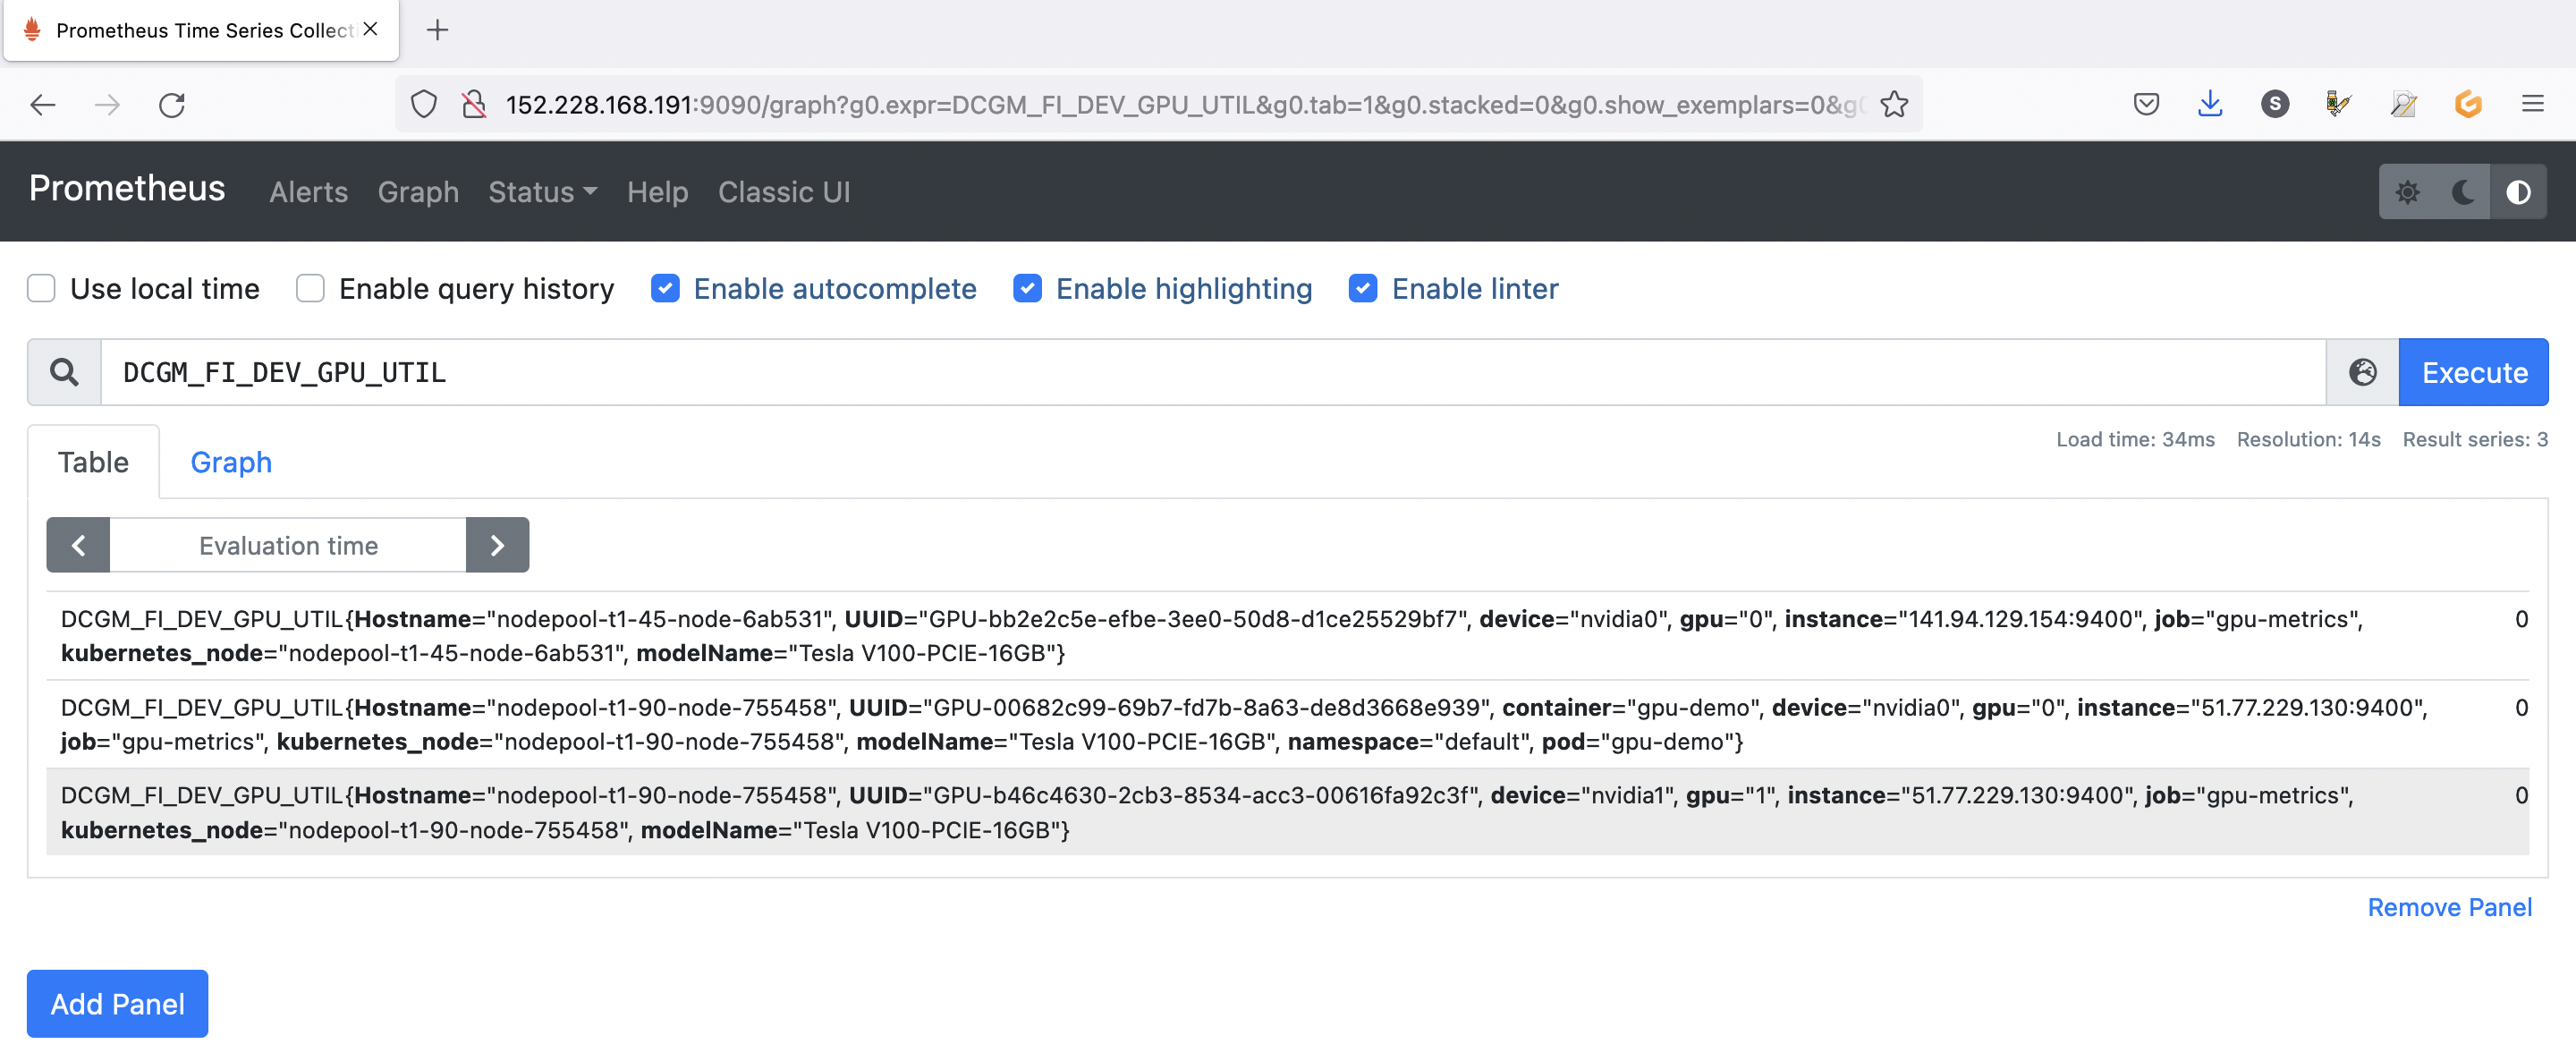 Prometheus Time Series Collect
152.228.168.191:9090/graph?g0.expr=DCGM_FI_DEV_GPU_UTIL&g0.tab=1&g0.stacked=0&g0.show_exemplars=0&g
S
Prometheus Alerts Graph Status Help Classic UI
Use local time Enable query history Enable autocomplete Enable highlighting Enable linter
DCGM_FI_DEV_GPU_UTIL Execute
Load time: 34ms Resolution: 14s Result series: 3
Table Graph
Evaluation time
DCGM_FI_DEV_GPU_UTIL{Hostname="nodepool-t1-45-node-6ab531", UUID="GPU-bb2e2c5e-efbe-3ee0-50d8-d1ce25529bf7", device="nvidia0", gpu="0", instance="141.94.129.154:9400", job="gpu-metrics", 0
kubernetes_node="nodepool-t1-45-node-6ab531", modelName="Tesla V100-PCIE-16GB"}
DCGM_FI_DEV_GPU_UTIL{Hostname="nodepool-t1-90-node-755458", UUID="GPU-00682c99-69b7-fd7b-8a63-de8d3668e939", container="gpu-demo", device="nvidia0", gpu="0", instance="51.77.229.130:9400", 0
job="gpu-metrics", kubernetes_node="nodepool-t1-90-node-755458", modelName="Tesla V100-PCIE-16GB", namespace="default", pod="gpu-demo"}
DCGM_FI_DEV_GPU_UTIL{Hostname="nodepool-t1-90-node-755458", UUID="GPU-b46c4630-2cb3-8534-acc3-00616fa92c3f", device="nvidia1", gpu="1", instance="51.77.229.130:9400", job="gpu-metrics", 0
kubernetes_node="nodepool-t1-90-node-755458", modelName="Tesla V100-PCIE-16GB"}
Remove Panel
Add Panel